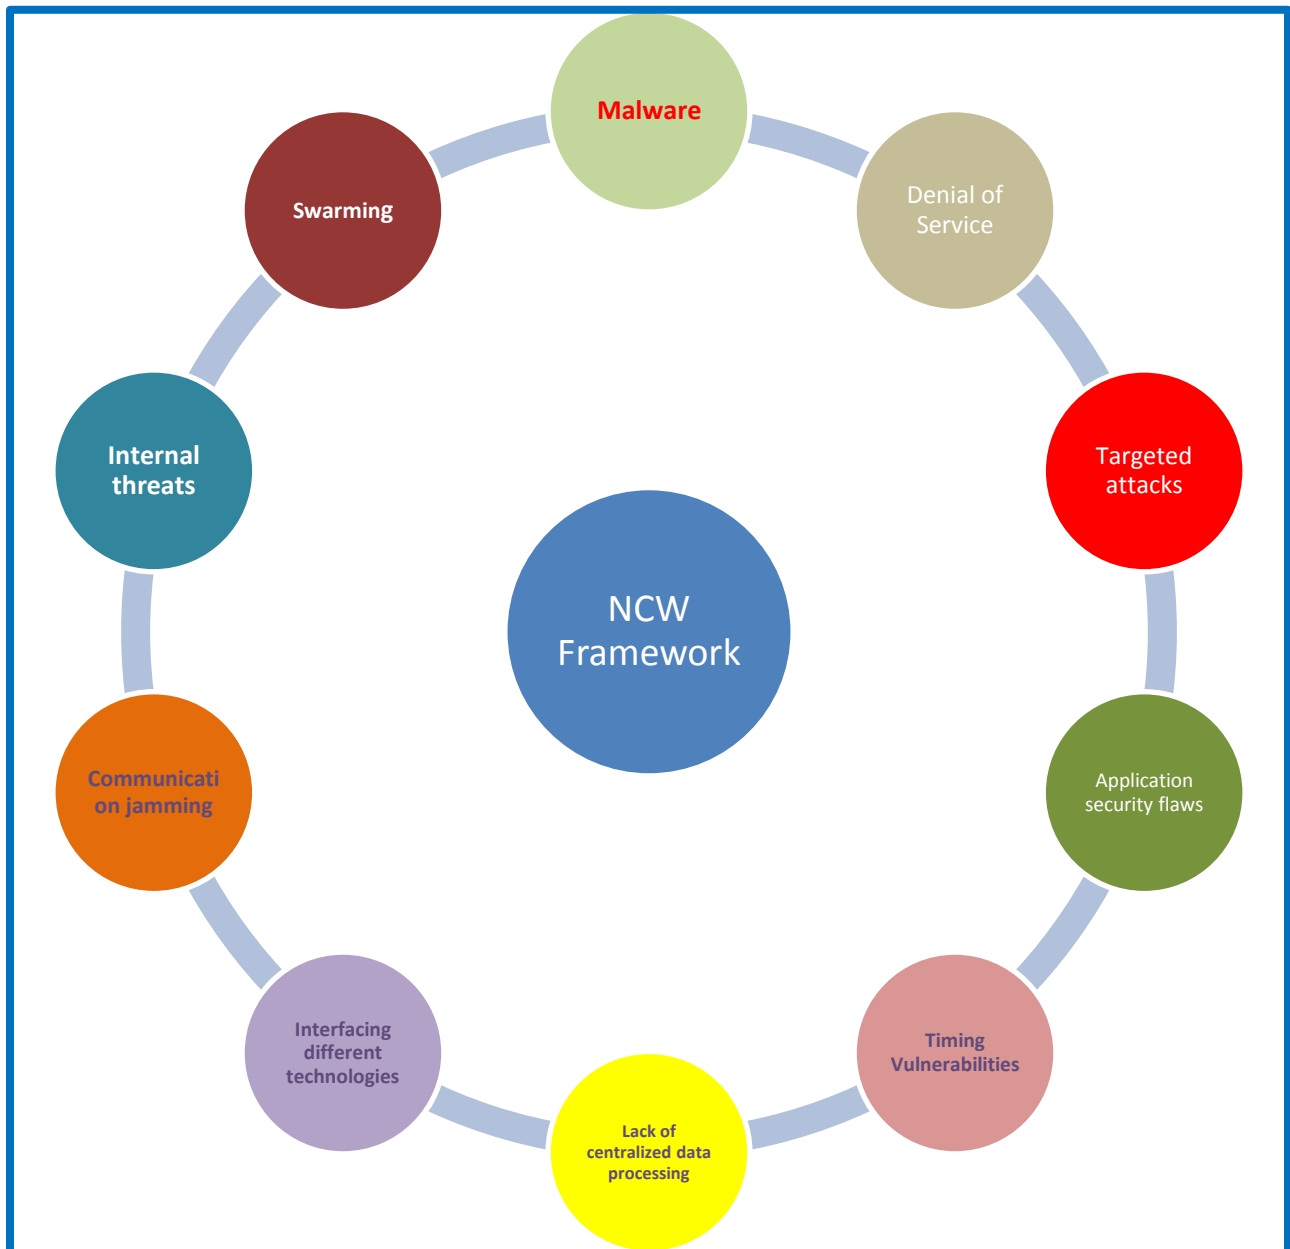 Malware
Denial of
Service
Targeted
attacks
Application
security flaws
Timing
Vulnerabilities
Lack of
centralized data
processing
Interfacing
different
technologies
Communicati
on jamming
Internal
threats
Swarming
NCW
Framework